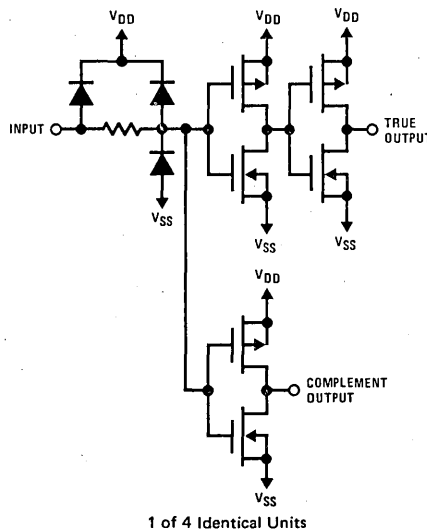 VDD
VDD
VDD
INPUT
TRUE
OUTPUT
VSS
VSS
VSS
VDD
COMPLEMENT
OUTPUT
VSS
1 of 4 Identical Units